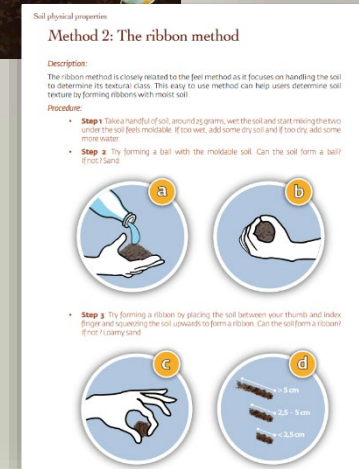 Soil physical properties
Method 2: The ribbon method
Description:
The ribbon method is closely related to the feel method as it focuses on handling the soil
to determine its textural class. This easy to use method can help users determine soil
texture by forming ribbons with moist soil.
Procedure:
• Step 1 Take a handful of soil, around 25 grams, wet the soil and start mixing the two
under the soil feels moldable. If too wet, add some dry soil and if too dry, add some
more water.
• Step 2 Try forming a ball with the moldable soil. Can the soil form a ball?
If not? Sand
a
b
• Step 3 Try forming a ribbon by placing the soil between your thumb and index
finger and squeezing the soil upwards to form a ribbon. Can the soil form a ribbon?
If not? Loamy sand
c
d
> 5 cm
2,5 - 5 cm
< 2,5 cm